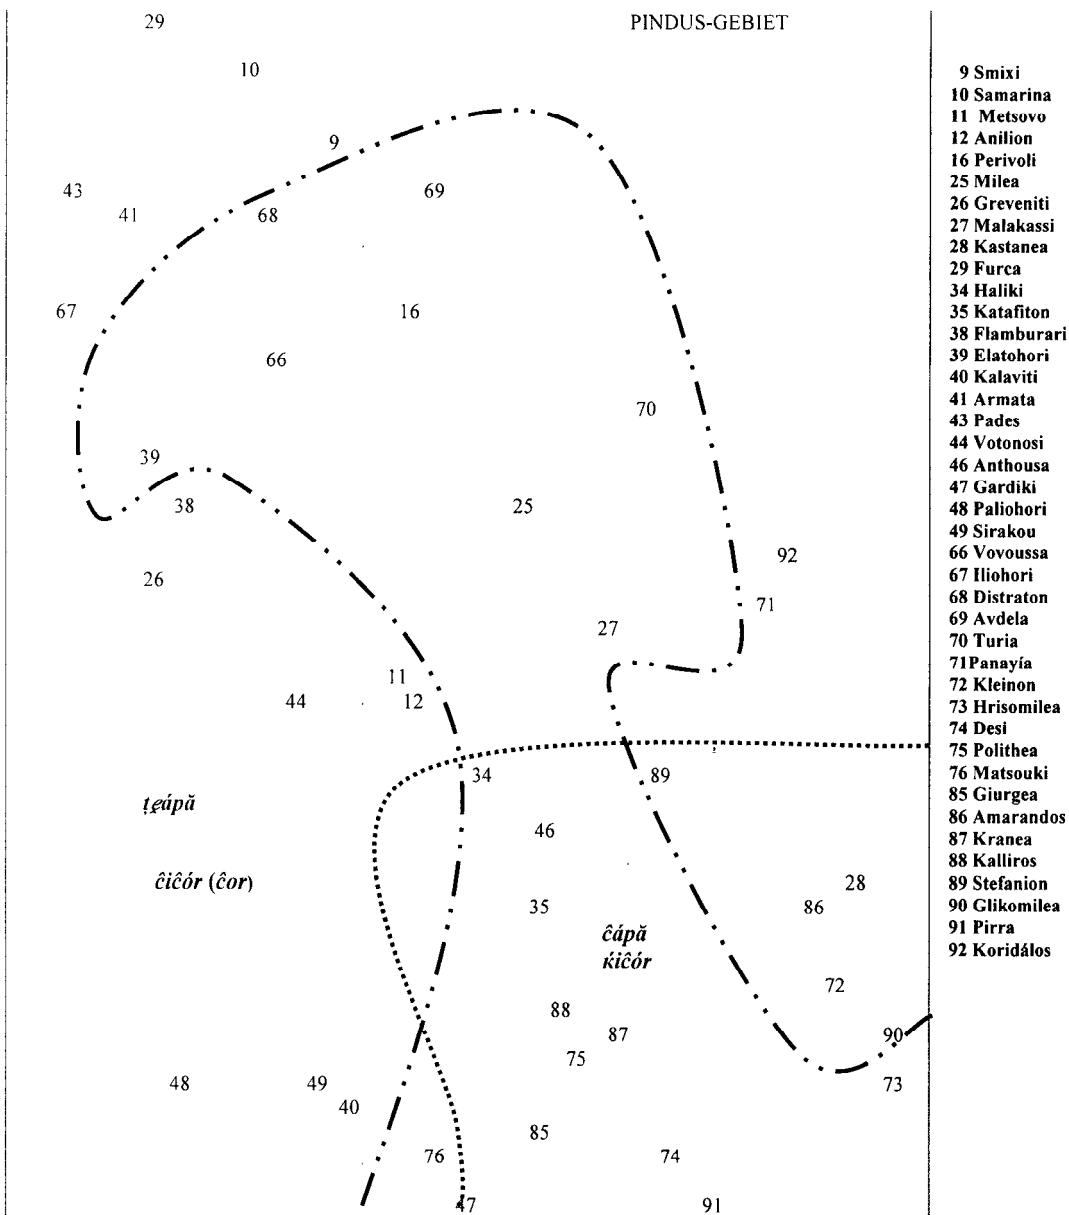 29 PINDUS-GEBIET
10
9
43 69
41 68
67 16
66
70
39
38 25
92
26
71
27
11
44 12
34 89
ţe̯ápă
46
ĉiĉór (ĉor) 28
35 86
ĉápă
ḱiĉór
72
88
87 90
75
48 49 73
40
85
76 74
47 91
9 Smixi
10 Samarina
11 Metsovo
12 Anilion
16 Perivoli
25 Milea
26 Greveniti
27 Malakassi
28 Kastanea
29 Furca
34 Haliki
35 Katafiton
38 Flamburari
39 Elatohori
40 Kalaviti
41 Armata
43 Pades
44 Votonosi
46 Anthousa
47 Gardiki
48 Paliohori
49 Sirakou
66 Vovoussa
67 Iliohori
68 Distraton
69 Avdela
70 Turia
71Panayía
72 Kleinon
73 Hrisomilea
74 Desi
75 Polithea
76 Matsouki
85 Giurgea
86 Amarandos
87 Kranea
88 Kalliros
89 Stefanion
90 Glikomilea
91 Pirra
92 Koridálos